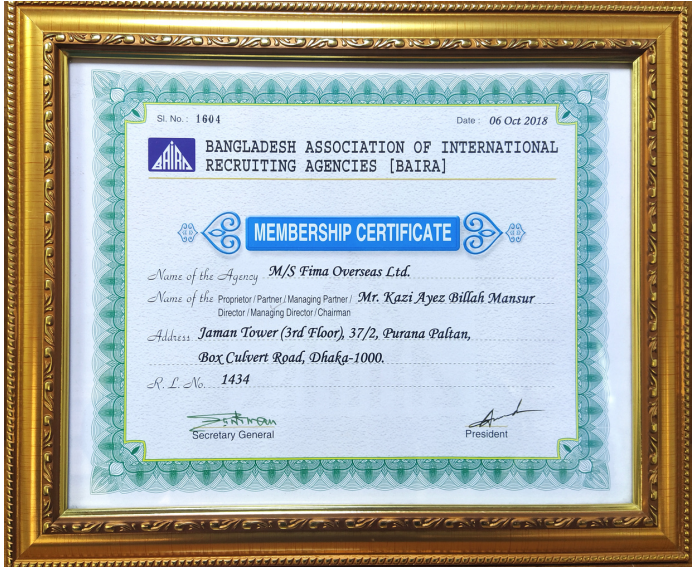 Sl. No.: 1604
Date : 06 Oct 2018
BAIRA
BANGLADESH ASSOCIATION OF INTERNATIONAL
RECRUITING AGENCIES [BAIRA]
MEMBERSHIP CERTIFICATE
Name of the Agency M/S Fima Overseas Ltd.
Name of the Proprietor / Partner / Managing Partner / Mr. Kazi Ayez Billah Mansur
Director / Managing Director / Chairman
Address Jaman Tower (3rd Floor), 37/2, Purana Paltan,
Box Culvert Road, Dhaka-1000.
R. L. No. 1434
Secretary General
President